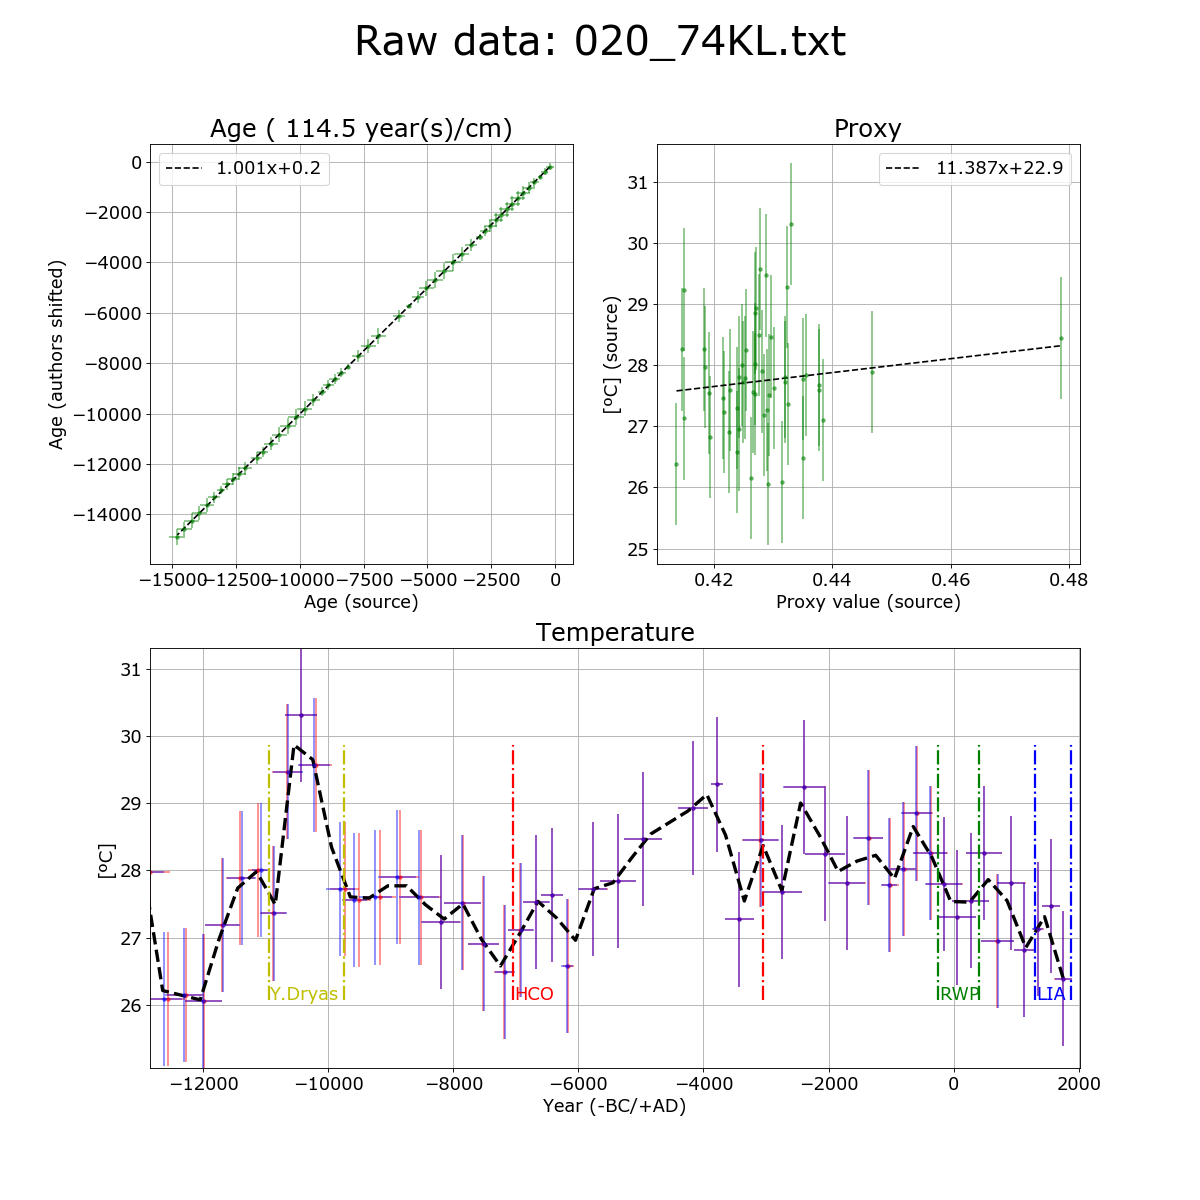 Raw data: 020_74KL.txt
Age ( 114.5 year(s)/cm)
1.001x+0.2
Age (authors shifted)
0
−2000
−4000
−6000
−8000
−10000
−12000
−14000
−15000 −12500 −10000 −7500 −5000 −2500 0
Age (source)
Proxy
11.387x+22.9
[ºC] (source)
31
30
29
28
27
26
25
0.42 0.44 0.46 0.48
Proxy value (source)
Temperature
[ºC]
31
30
29
28
27
26
Y.Dryas HCO RWP LIA
−12000 −10000 −8000 −6000 −4000 −2000 0 2000
Year (-BC/+AD)